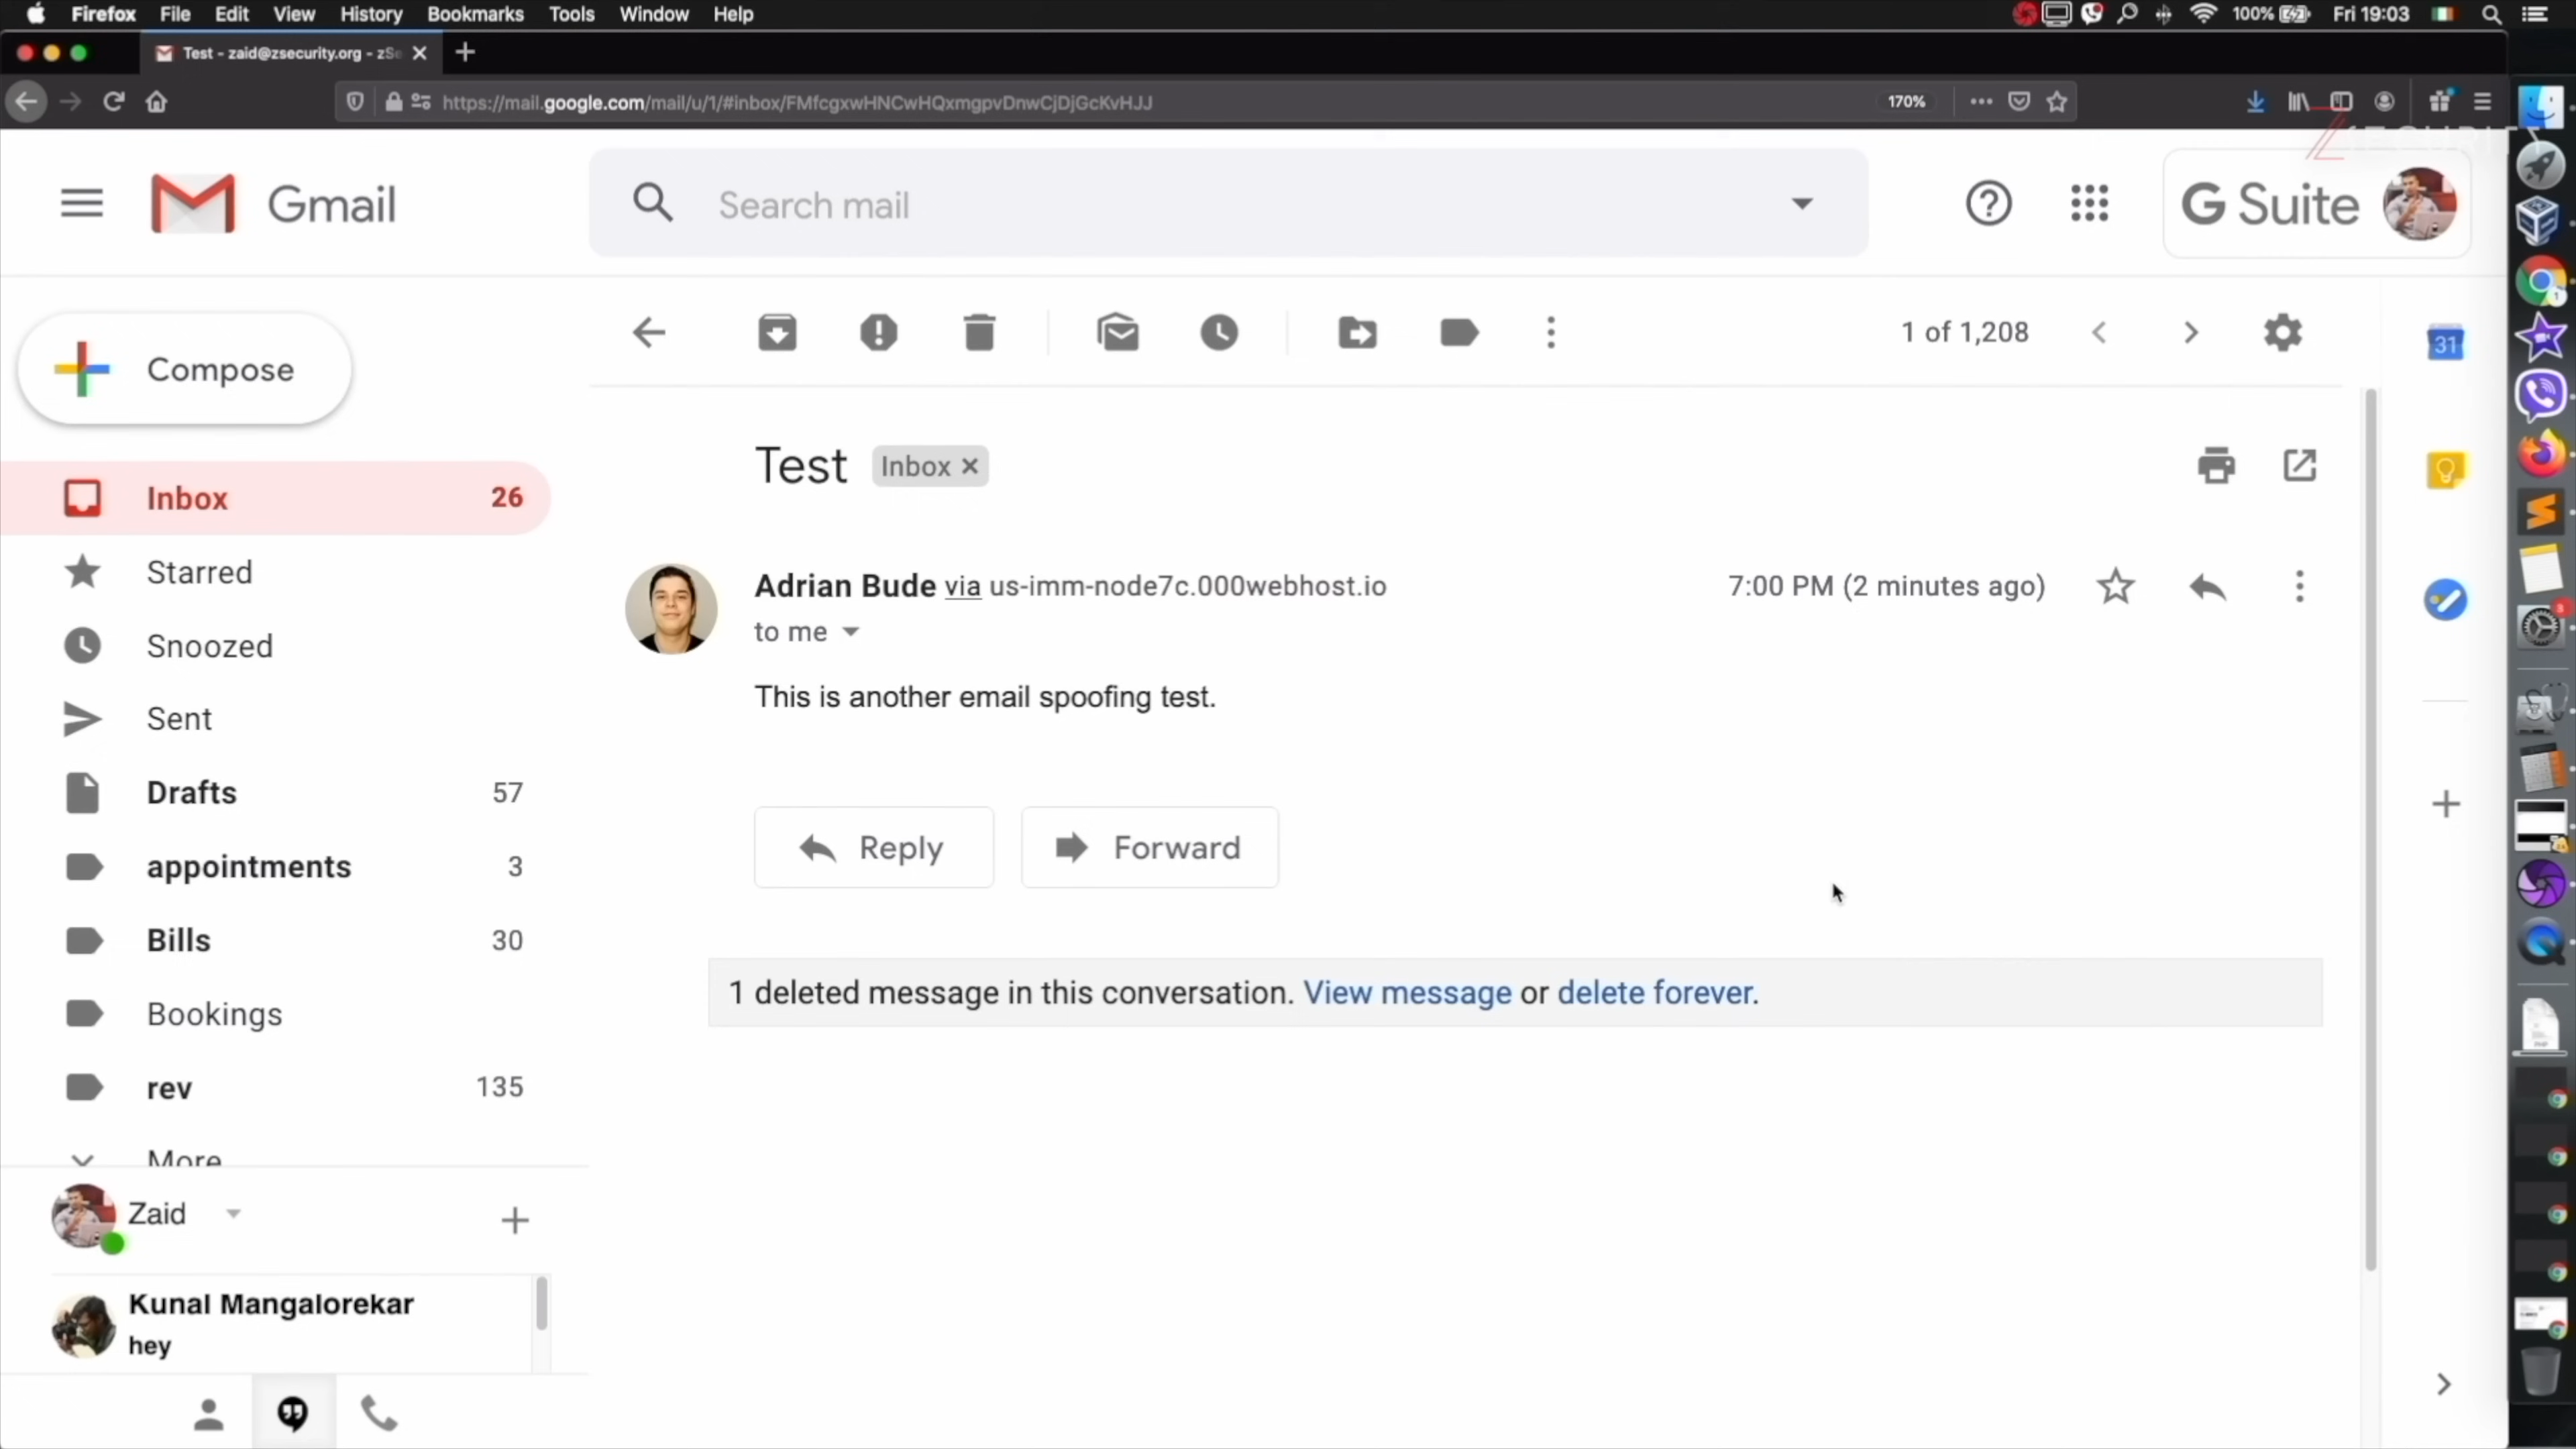 Firefox File Edit View History Bookmarks Tools Window Help 100% Fri 19:03
Test - zaid@zsecurity.org - zSe
https://mail.google.com/mail/u/1/#inbox/FMfcgxwHNCwHQxmgpvDnwCjDjGcKvHJJ 170%
Gmail
Search mail
G Suite
Compose
1 of 1,208
31
Test Inbox ×
Inbox 26
Adrian Bude via us-imm-node7c.000webhost.io 7:00 PM (2 minutes ago)
to me
Starred
Snoozed
This is another email spoofing test.
Sent
Drafts 57
Reply Forward
appointments 3
Bills 30
1 deleted message in this conversation. View message or delete forever.
Bookings
rev 135
More
Zaid
Kunal Mangalorekar
hey